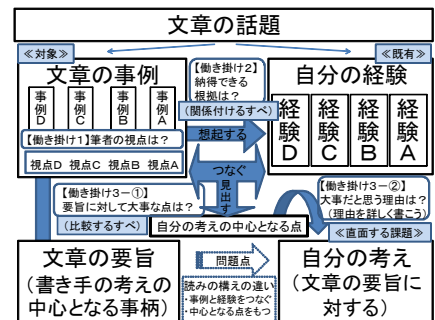 文章の話題
≪対象≫
≪既有≫
文章の事例
事例D
事例C
事例B
事例A
【働き掛け1】筆者の視点は？
視点D 視点C 視点B 視点A
【働き掛け2】
納得できる
根拠は？
(関係付けるすべ)
想起する
自分の経験
経験D
経験C
経験B
経験A
つなぐ
見出す
【働き掛け3－①】
要旨に対して大事な点は？
(比較するすべ)
【働き掛け3－②】
大事だと思う理由は？
(理由を詳しく書こう)
自分の考えの中心となる点
≪直面する課題≫
文章の要旨
(書き手の考えの
中心となる事柄)
問題点
読みの構えの違い
・事例と経験をつなぐ
・中心となる点をもつ
自分の考え
(文章の要旨に
対する)